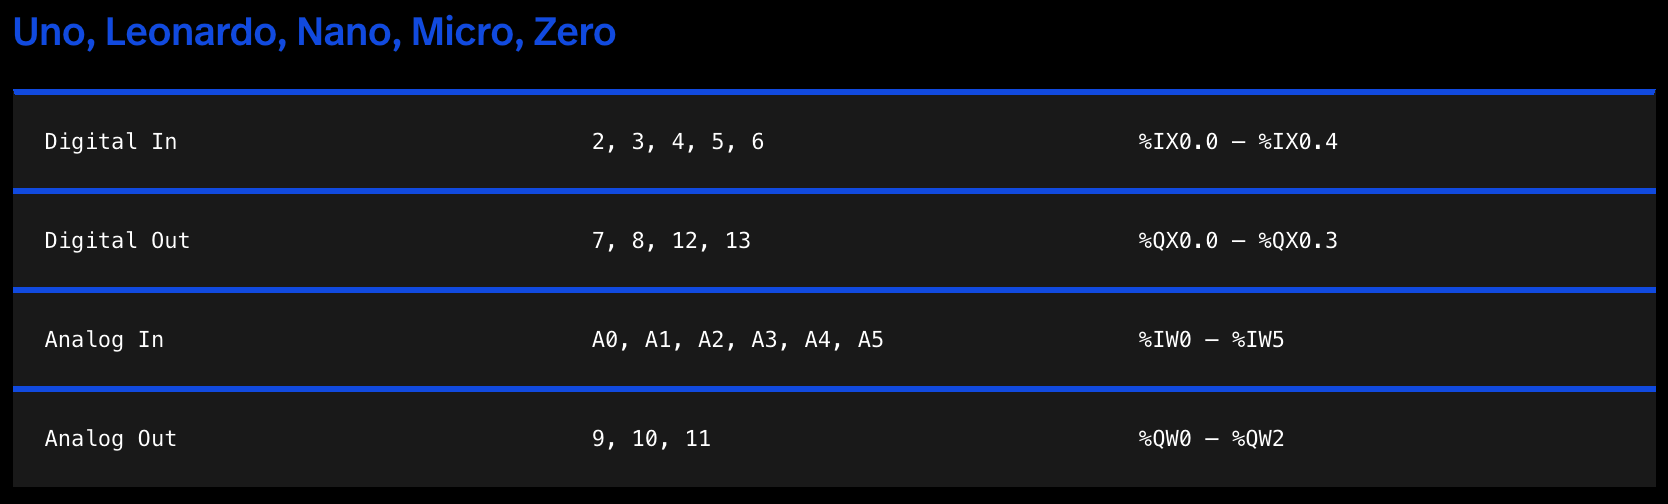 Uno, Leonardo, Nano, Micro, Zero
Digital In 2, 3, 4, 5, 6 %IX0.0 – %IX0.4
Digital Out 7, 8, 12, 13 %QX0.0 – %QX0.3
Analog In A0, A1, A2, A3, A4, A5 %IW0 – %IW5
Analog Out 9, 10, 11 %QW0 – %QW2